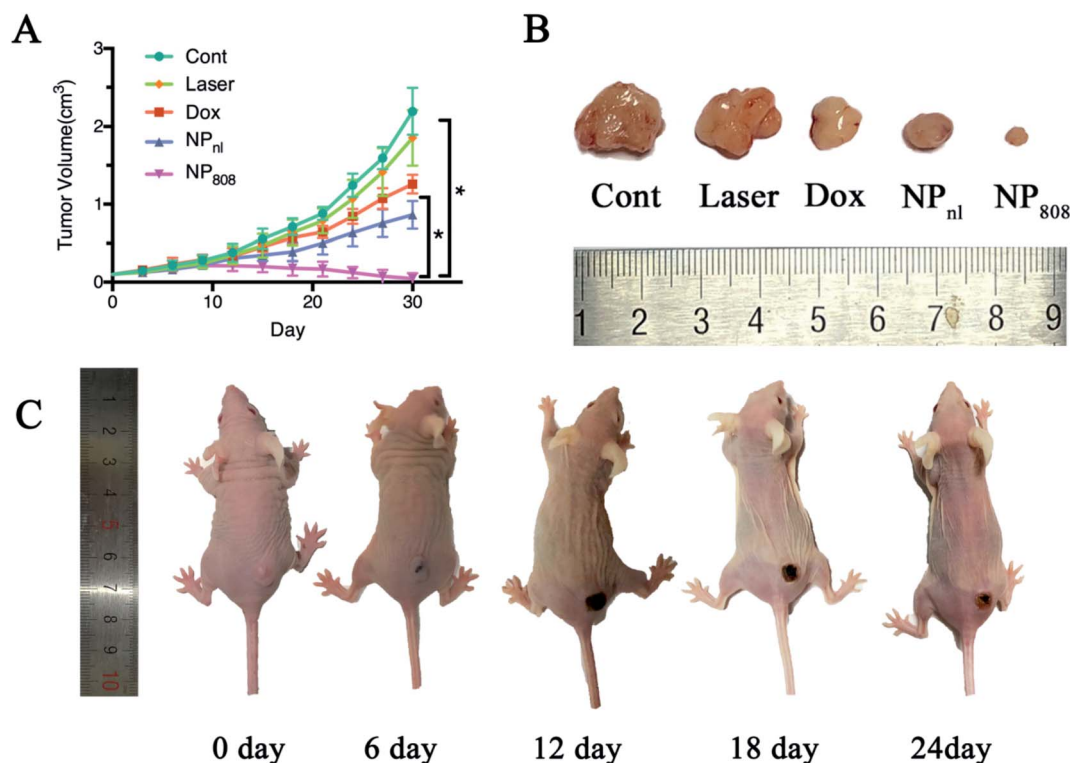 A
Tumor Volume(cm³)
3
2
1
0
0 10 20 30
Day
Cont
Laser
Dox
NPnl
NP808
*
*
B
Cont Laser Dox NPnl NP808
1 2 3 4 5 6 7 8 9
C
1
2
3
4
5
6
7
8
9
10
0 day 6 day 12 day 18 day 24day